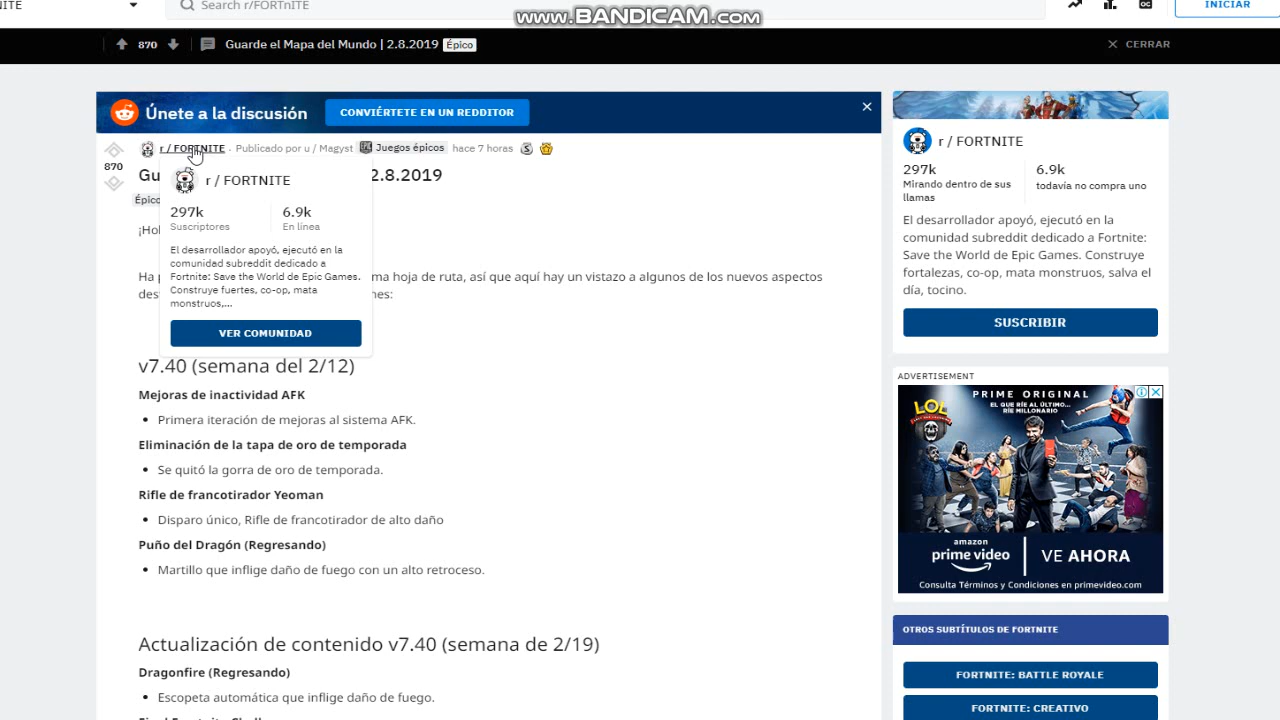 NITE
Search r/FORTnITE
INICIAR
www.BANDICAM.com
870
Guarde el Mapa del Mundo | 2.8.2019 Épico
CERRAR
Únete a la discusión
CONVIÉRTETE EN UN REDDITOR
870
r / FORTNITE · Publicado por u / Magyst Juegos épicos hace 7 horas
Gu 2.8.2019
Épico
¡Hol
Ha p ma hoja de ruta, así que aquí hay un vistazo a algunos de los nuevos aspectos
des nes:
r / FORTNITE
297k 6.9k
Suscriptores En línea
El desarrollador apoyó, ejecutó en la
comunidad subreddit dedicado a
Fortnite: Save the World de Epic Games.
Construye fuertes, co-op, mata
monstruos,...
VER COMUNIDAD
v7.40 (semana del 2/12)
Mejoras de inactividad AFK
• Primera iteración de mejoras al sistema AFK.
Eliminación de la tapa de oro de temporada
• Se quitó la gorra de oro de temporada.
Rifle de francotirador Yeoman
• Disparo único, Rifle de francotirador de alto daño
Puño del Dragón (Regresando)
• Martillo que inflige daño de fuego con un alto retroceso.
Actualización de contenido v7.40 (semana de 2/19)
Dragonfire (Regresando)
• Escopeta automática que inflige daño de fuego.
r / FORTNITE
297k 6.9k
Mirando dentro de sus todavía no compra uno
llamas
El desarrollador apoyó, ejecutó en la
comunidad subreddit dedicado a
Fortnite: Save the World de Epic Games.
Construye fortalezas, co-op, mata monstruos, salva el
día, tocino.
SUSCRIBIR
ADVERTISEMENT
PRIME ORIGINAL
EL QUE RÍE AL ÚLTIMO...
RÍE MILLONARIO
LOL
amazon
prime video
VE AHORA
Consulta Términos y Condiciones en primevideo.com
OTROS SUBTÍTULOS DE FORTNITE
FORTNITE: BATTLE ROYALE
FORTNITE: CREATIVO